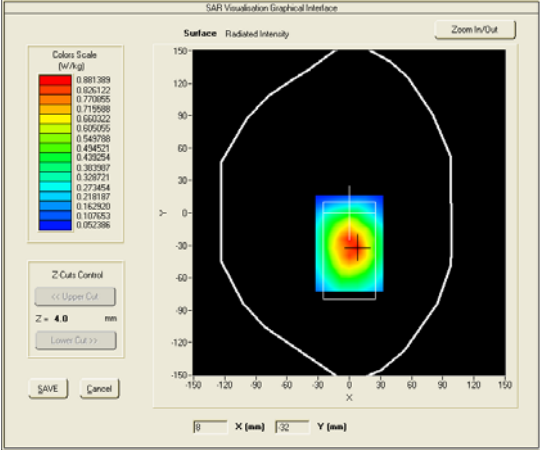 SAR Visualisation Graphical Interface
Surface Radiated Intensity
Zoom In/Out
Colors Scale
(W/kg)
0.881389
0.826122
0.770855
0.715588
0.660322
0.605055
0.549788
0.494521
0.439254
0.383987
0.328721
0.273454
0.218187
0.162920
0.107653
0.052386
Z-Cuts Control
<< Upper Cut
Z = 4.0 mm
Lower Cut >>
SAVE Cancel
150
120
90
60
30
0
-30
-60
-90
-120
-150
Y
-150 -120 -90 -60 -30 0 30 60 90 120 150
X
8 X (mm) -32 Y (mm)